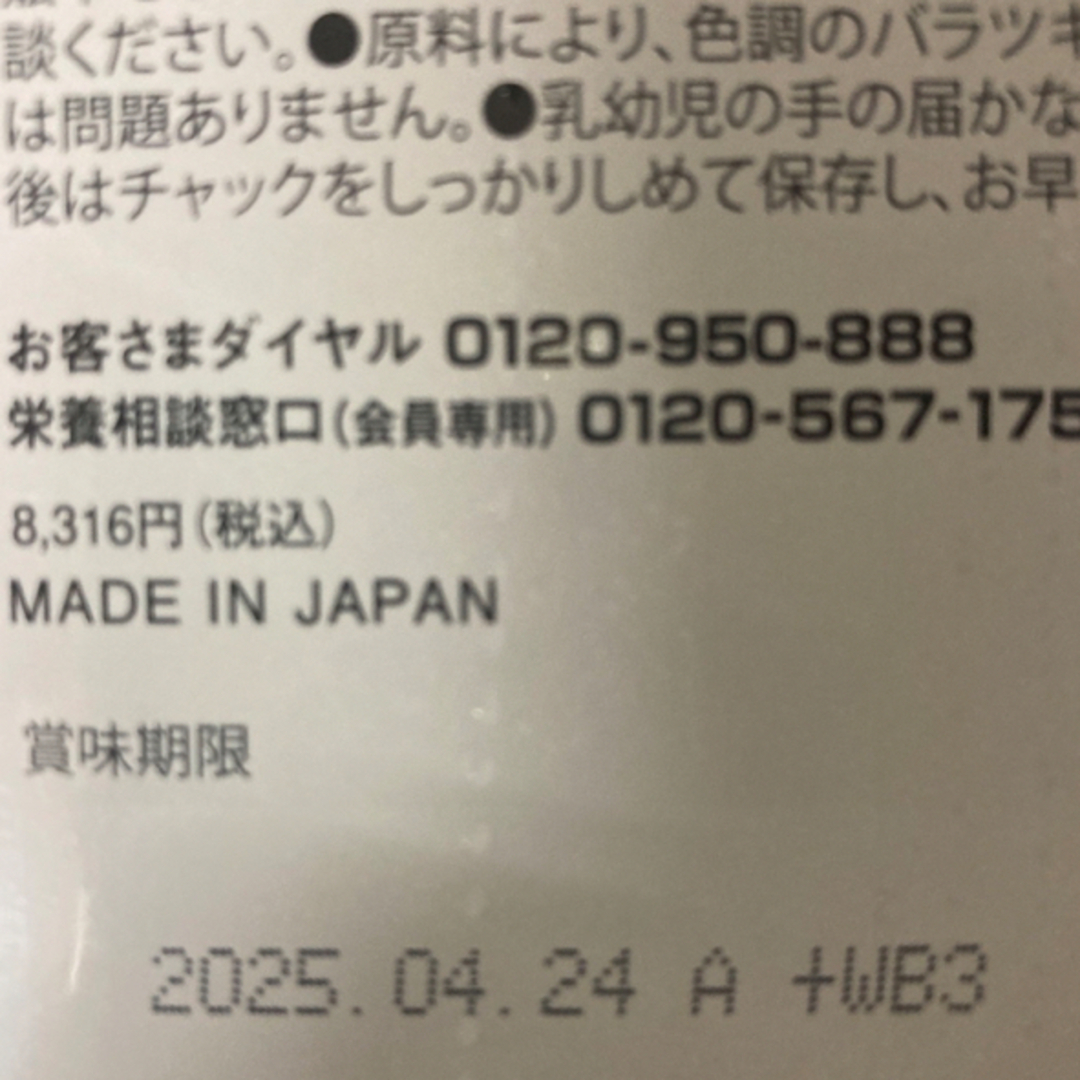 談ください。●原料により、色調のバラツキ
は問題ありません。●乳幼児の手の届かな
後はチャックをしっかりしめて保存し、お早
お客さまダイヤル 0120-950-888
栄養相談窓口(会員専用) 0120-567-175
8,316円(税込)
MADE IN JAPAN
賞味期限
2025.04.24 A +WB3